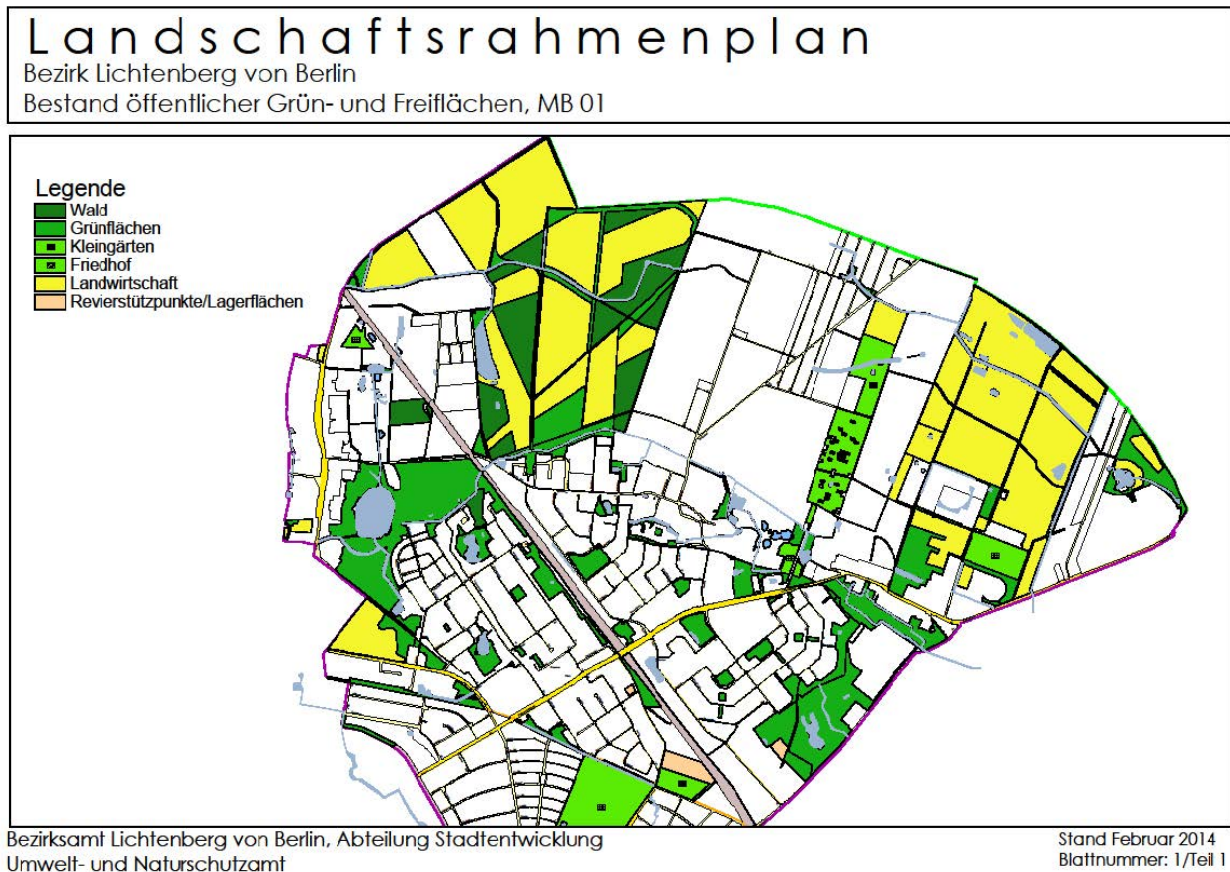 Landschaftsrahmenplan
Bezirk Lichtenberg von Berlin
Bestand öffentlicher Grün- und Freiflächen, MB 01
Legende
Wald
Grünflächen
Kleingärten
Friedhof
Landwirtschaft
Revierstützpunkte/Lagerflächen
Bezirksamt Lichtenberg von Berlin, Abteilung Stadtentwicklung
Umwelt- und Naturschutzamt
Stand Februar 2014
Blattnummer: 1/Teil 1